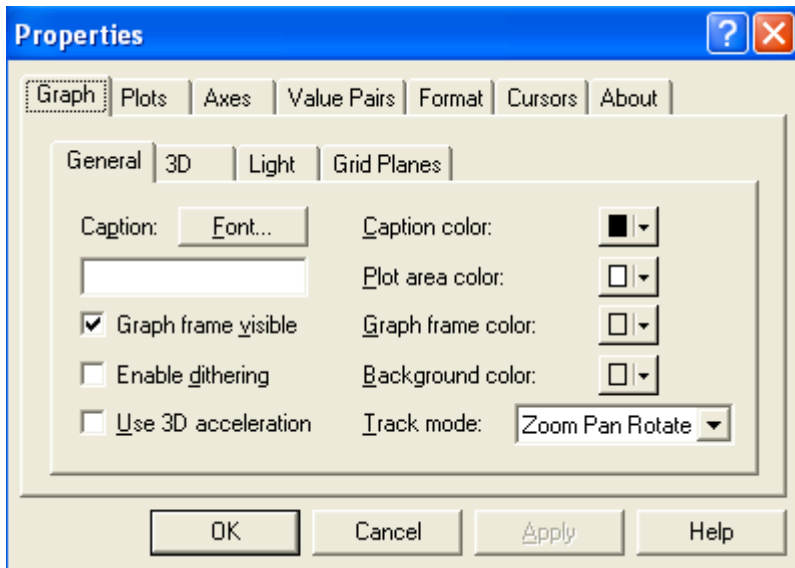 Properties
Graph Plots Axes Value Pairs Format Cursors About
General 3D Light Grid Planes
Caption: Font... Caption color:
Plot area color:
Graph frame visible Graph frame color:
Enable dithering Background color:
Use 3D acceleration Track mode: Zoom Pan Rotate
OK Cancel Apply Help